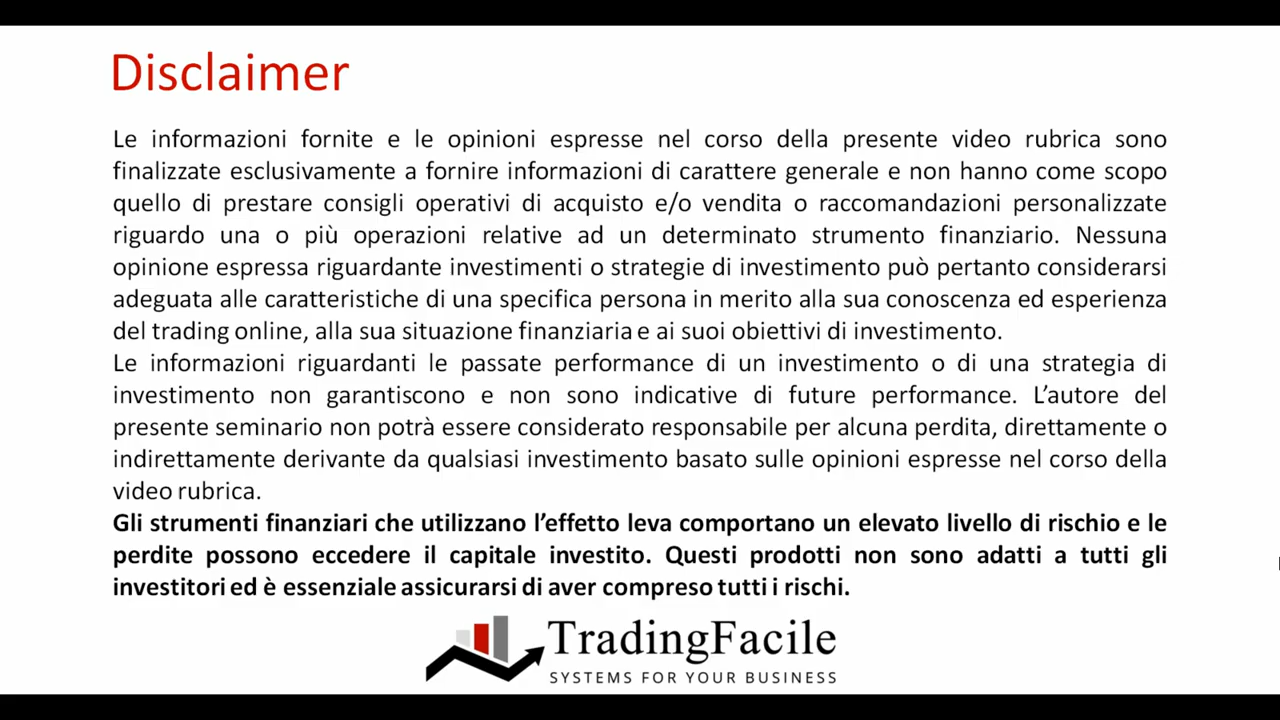 Disclaimer
Le informazioni fornite e le opinioni espresse nel corso della presente video rubrica sono
finalizzate esclusivamente a fornire informazioni di carattere generale e non hanno come scopo
quello di prestare consigli operativi di acquisto e/o vendita o raccomandazioni personalizzate
riguardo una o più operazioni relative ad un determinato strumento finanziario. Nessuna
opinione espressa riguardante investimenti o strategie di investimento può pertanto considerarsi
adeguata alle caratteristiche di una specifica persona in merito alla sua conoscenza ed esperienza
del trading online, alla sua situazione finanziaria e ai suoi obiettivi di investimento.
Le informazioni riguardanti le passate performance di un investimento o di una strategia di
investimento non garantiscono e non sono indicative di future performance. L’autore del
presente seminario non potrà essere considerato responsabile per alcuna perdita, direttamente o
indirettamente derivante da qualsiasi investimento basato sulle opinioni espresse nel corso della
video rubrica.
Gli strumenti finanziari che utilizzano l’effetto leva comportano un elevato livello di rischio e le
perdite possono eccedere il capitale investito. Questi prodotti non sono adatti a tutti gli
investitori ed è essenziale assicurarsi di aver compreso tutti i rischi.
TradingFacile
SYSTEMS FOR YOUR BUSINESS